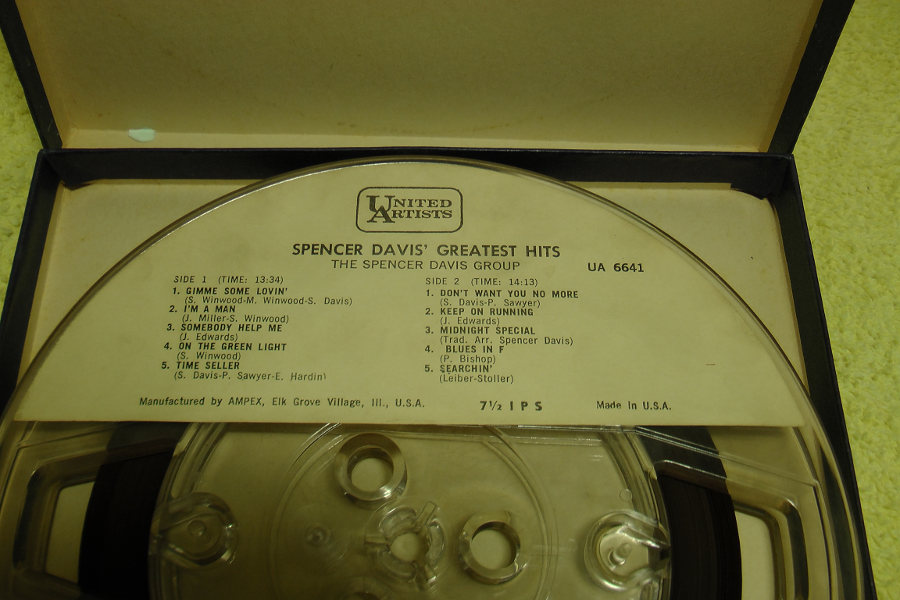 UNITED
ARTISTS
SPENCER DAVIS' GREATEST HITS
THE SPENCER DAVIS GROUP
UA 6641
SIDE 1 (TIME: 13:34)
1. GIMME SOME LOVIN'
(S. Winwood-M. Winwood-S. Davis)
2. I'M A MAN
(J. Miller-S. Winwood)
3. SOMEBODY HELP ME
(J. Edwards)
4. ON THE GREEN LIGHT
(S. Winwood)
5. TIME SELLER
(S. Davis-P. Sawyer-E. Hardin)
SIDE 2 (TIME: 14:13)
1. DON'T WANT YOU NO MORE
(S. Davis-P. Sawyer)
2. KEEP ON RUNNING
(J. Edwards)
3. MIDNIGHT SPECIAL
(Trad. Arr. Spencer Davis)
4. BLUES IN F
(P. Bishop)
5. SEARCHIN'
(Leiber-Stoller)
Manufactured by AMPEX, Elk Grove Village, Ill., U.S.A.
7½ I P S
Made in U.S.A.